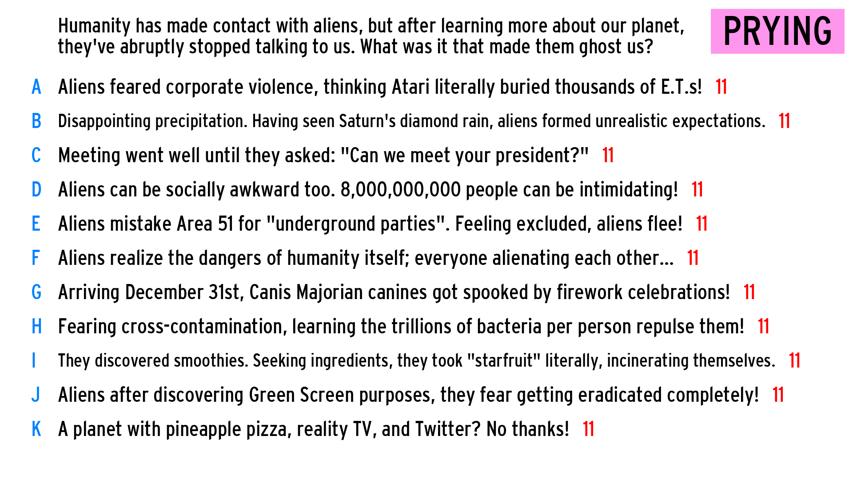 Humanity has made contact with aliens, but after learning more about our planet,
they've abruptly stopped talking to us. What was it that made them ghost us?
PRYING
A Aliens feared corporate violence, thinking Atari literally buried thousands of E.T.s! 11
B Disappointing precipitation. Having seen Saturn's diamond rain, aliens formed unrealistic expectations. 11
C Meeting went well until they asked: "Can we meet your president?" 11
D Aliens can be socially awkward too. 8,000,000,000 people can be intimidating! 11
E Aliens mistake Area 51 for "underground parties". Feeling excluded, aliens flee! 11
F Aliens realize the dangers of humanity itself; everyone alienating each other... 11
G Arriving December 31st, Canis Majorian canines got spooked by firework celebrations! 11
H Fearing cross-contamination, learning the trillions of bacteria per person repulse them! 11
I They discovered smoothies. Seeking ingredients, they took "starfruit" literally, incinerating themselves. 11
J Aliens after discovering Green Screen purposes, they fear getting eradicated completely! 11
K A planet with pineapple pizza, reality TV, and Twitter? No thanks! 11